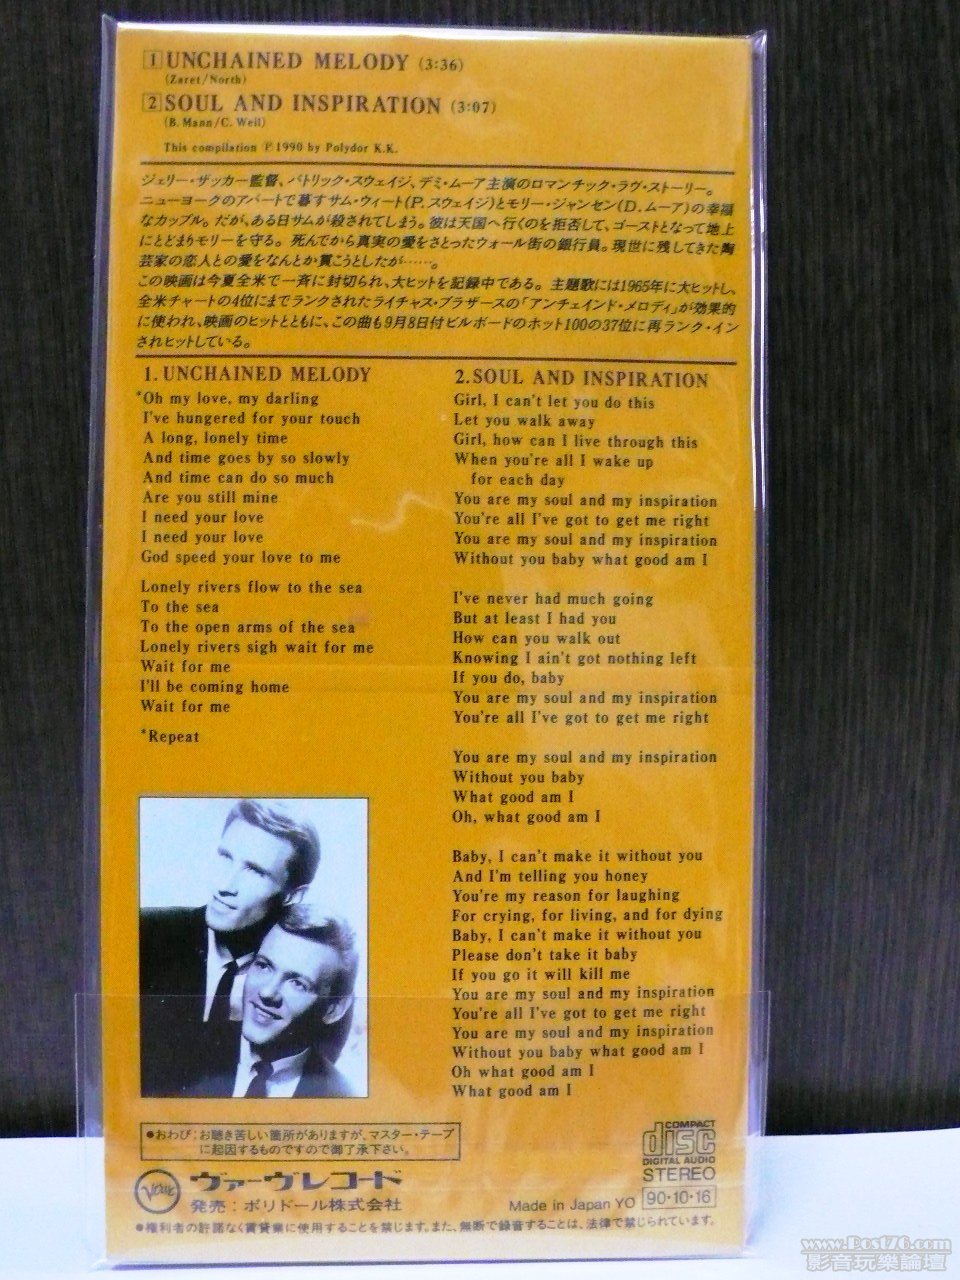 1 UNCHAINED MELODY (3:36)
(Zaret/North)
2 SOUL AND INSPIRATION (3:07)
(B. Mann/C. Weil)
This compilation ℗1990 by Polydor K.K.
ジェリー・ザッカー監督、パトリック・スウェイジ、デミ・ムーア主演のロマンチック・ラヴ・ストーリー。
ニューヨークのアパートで暮すサム・ウィート(P.スウェイジ)とモリー・ジャンセン(D.ムーア)の幸福
なカップル。だが、ある日サムが殺されてしまう。彼は天国へ行くのを拒否して、ゴーストとなって地上
にとどまりモリーを守る。死んでから真実の愛をさとったウォール街の銀行員。現世に残してきた陶
芸家の恋人との愛をなんとか貫こうとしたが……。
この映画は今夏全米で一斉に封切られ、大ヒットを記録中である。主題歌には1965年に大ヒットし、
全米チャートの4位にまでランクされたライチャス・ブラザースの「アンチェインド・メロディ」が効果的
に使われ、映画のヒットとともに、この曲も9月8日付ビルボードのホット100の37位に再ランク・イン
されヒットしている。
1. UNCHAINED MELODY
*Oh my love, my darling
I've hungered for your touch
A long, lonely time
And time goes by so slowly
And time can do so much
Are you still mine
I need your love
I need your love
God speed your love to me
Lonely rivers flow to the sea
To the sea
To the open arms of the sea
Lonely rivers sigh wait for me
Wait for me
I'll be coming home
Wait for me
*Repeat
2. SOUL AND INSPIRATION
Girl, I can't let you do this
Let you walk away
Girl, how can I live through this
When you're all I wake up
for each day
You are my soul and my inspiration
You're all I've got to get me right
You are my soul and my inspiration
Without you baby what good am I
I've never had much going
But at least I had you
How can you walk out
Knowing I ain't got nothing left
If you do, baby
You are my soul and my inspiration
You're all I've got to get me right
You are my soul and my inspiration
Without you baby
What good am I
Oh, what good am I
Baby, I can't make it without you
And I'm telling you honey
You're my reason for laughing
For crying, for living, and for dying
Baby, I can't make it without you
Please don't take it baby
If you go it will kill me
You are my soul and my inspiration
You're all I've got to get me right
You are my soul and my inspiration
Without you baby what good am I
Oh what good am I
What good am I
●おわび：お聴き苦しい箇所がありますが、マスター・テープ
に起因するものですので御了承下さい。
COMPACT
disc
DIGITAL AUDIO
STEREO
Verve
ヴァーヴレコード
発売：ポリドール株式会社
Made in Japan YO
90・10・16
●権利者の許諾なく賃貸業に使用することを禁じます。また、無断で録音することは、法律で禁じられています。
www.Post76.com
影音玩樂論壇